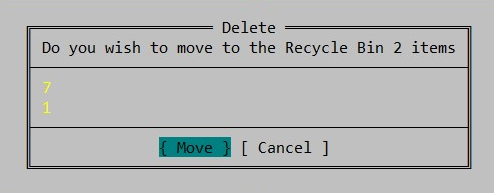 Delete
Do you wish to move to the Recycle Bin 2 items
7
1
{ Move } [ Cancel ]